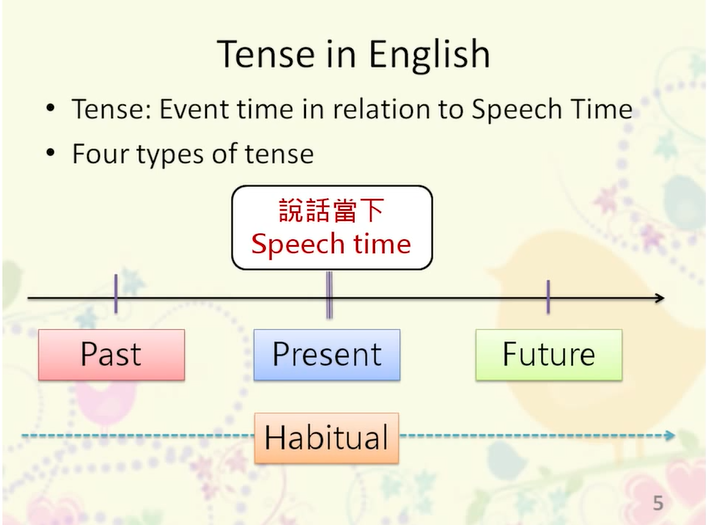 Tense in English
• Tense: Event time in relation to Speech Time
• Four types of tense
說話當下
Speech time
Past
Present
Future
Habitual
5